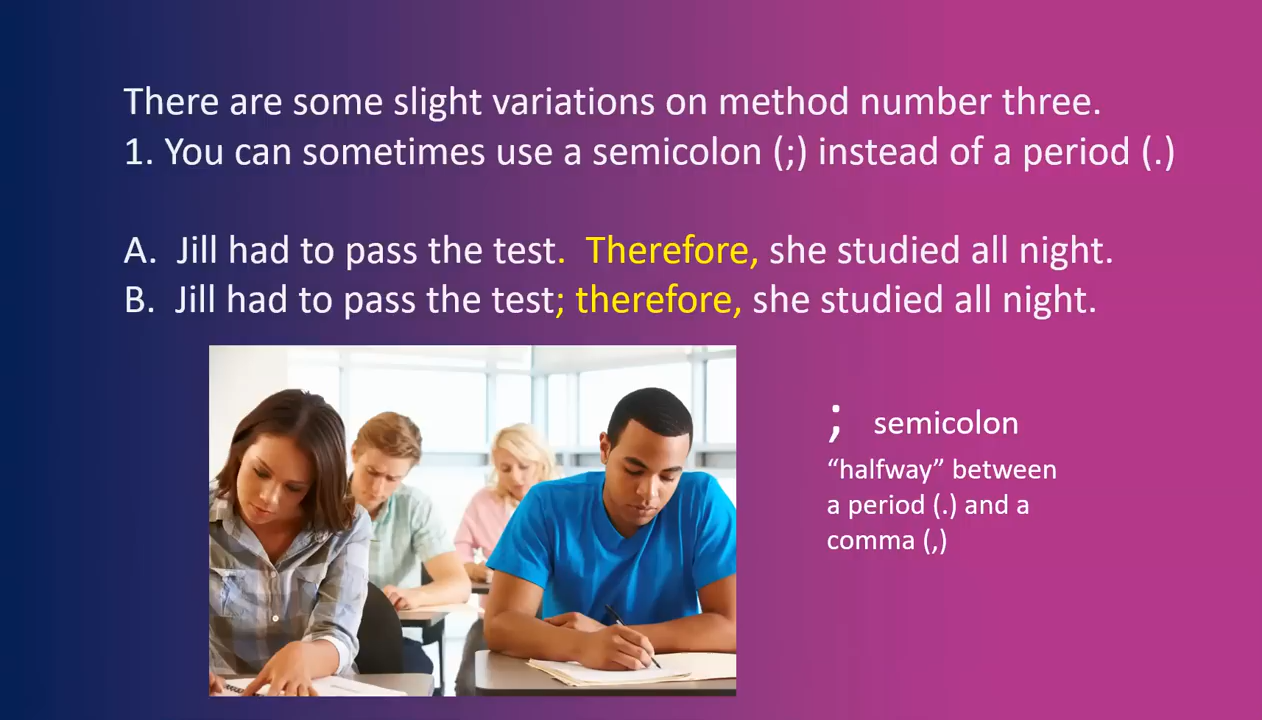 There are some slight variations on method number three.
1. You can sometimes use a semicolon (;) instead of a period (.)
A. Jill had to pass the test. Therefore, she studied all night.
B. Jill had to pass the test; therefore, she studied all night.
; semicolon
“halfway” between
a period (.) and a
comma (,)